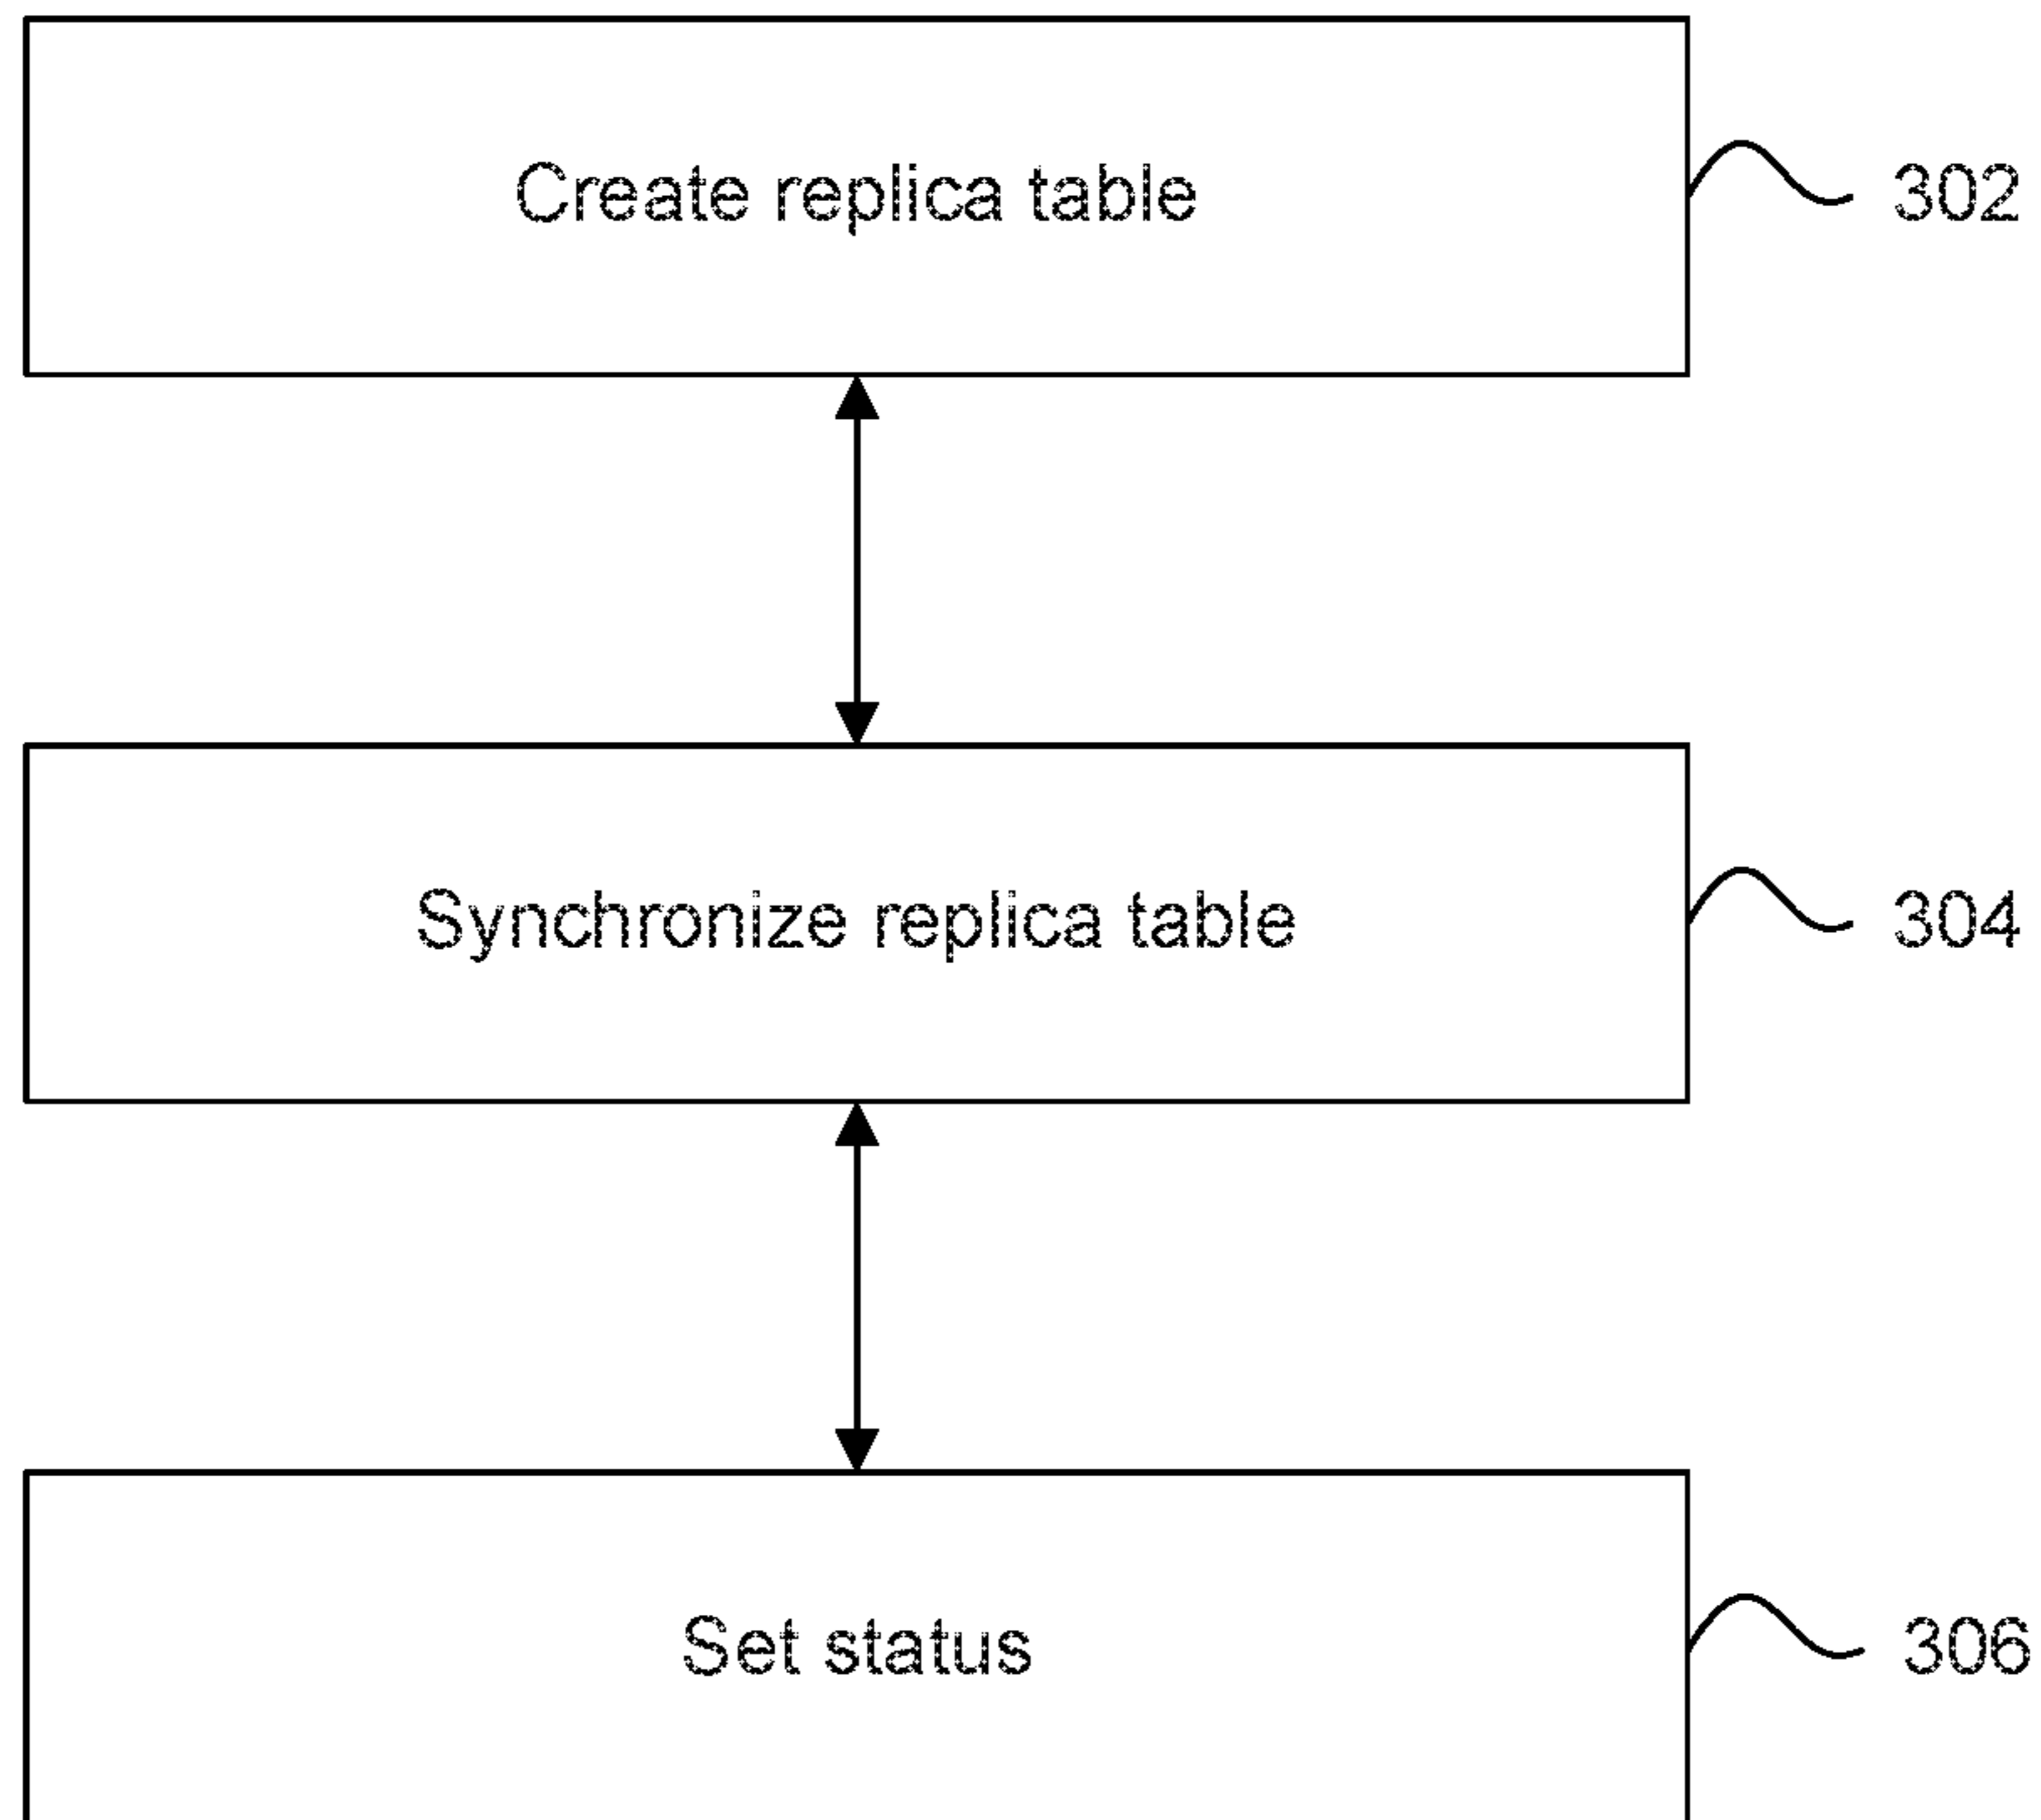 Create replica table
302
Synchronize replica table
304
Set status
306